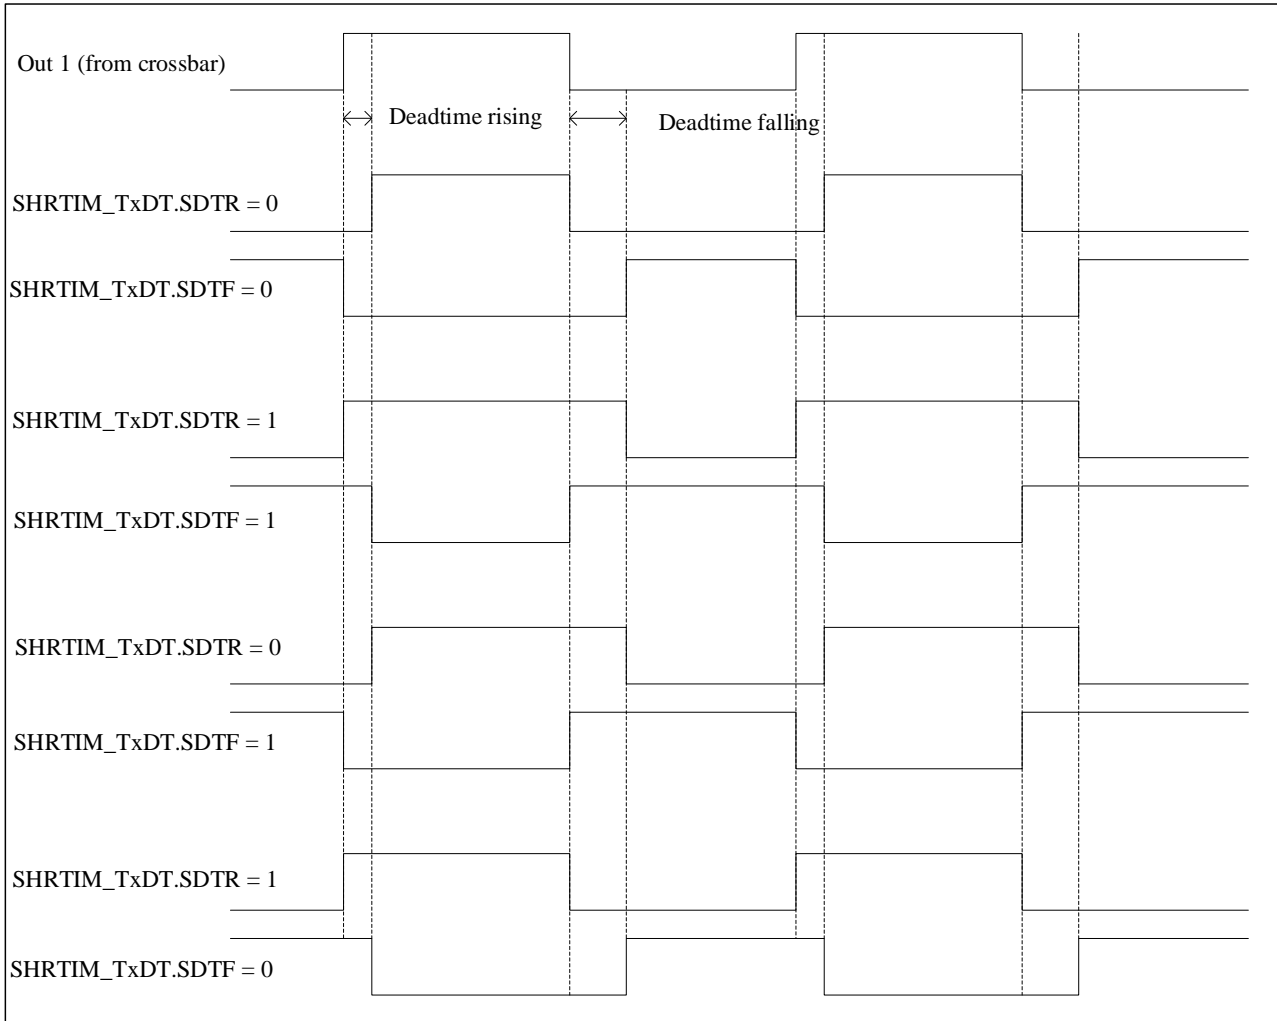 Out 1 (from crossbar)
Deadtime rising
Deadtime falling
SHRTIM_TxDT.SDTR = 0
SHRTIM_TxDT.SDTF = 0
SHRTIM_TxDT.SDTR = 1
SHRTIM_TxDT.SDTF = 1
SHRTIM_TxDT.SDTR = 0
SHRTIM_TxDT.SDTF = 1
SHRTIM_TxDT.SDTR = 1
SHRTIM_TxDT.SDTF = 0